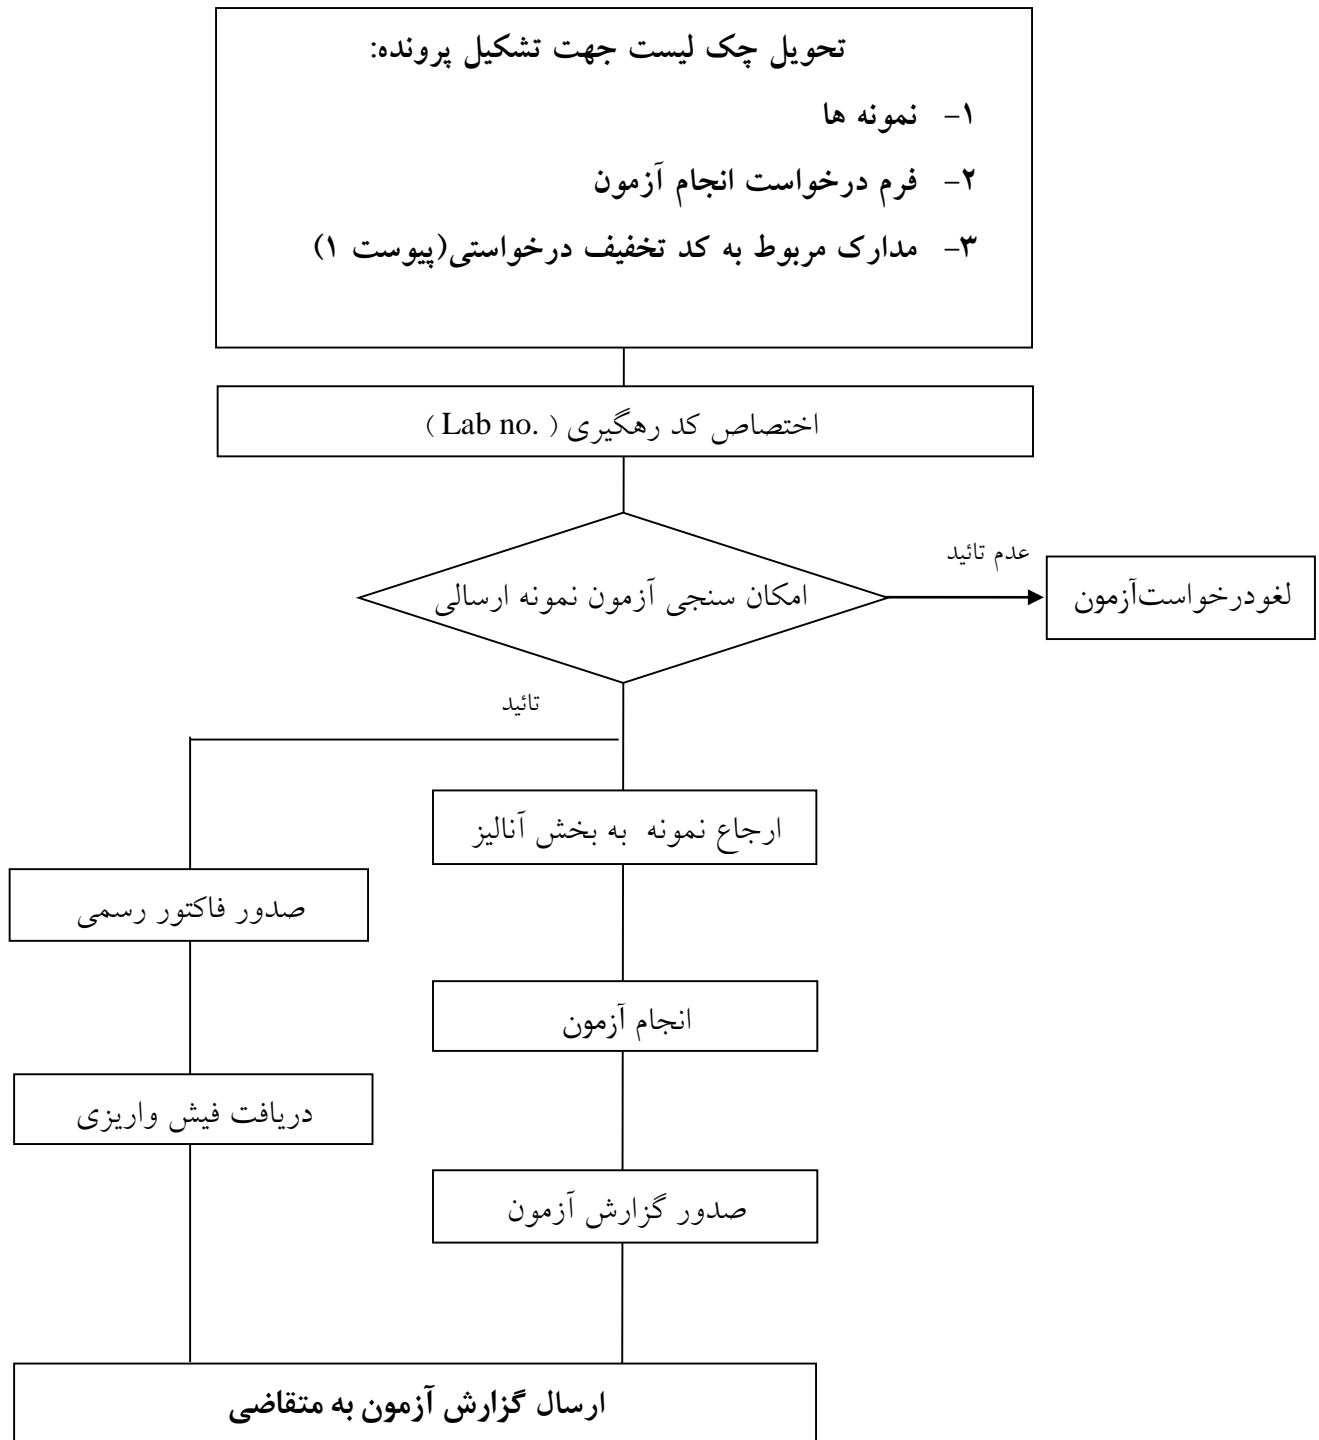 تحویل چک لیست جهت تشکیل پرونده:
۱- نمونه ها
۲- فرم درخواست انجام آزمون
۳- مدارک مربوط به کد تخفیف درخواستی(پیوست ۱)
اختصاص کد رهگیری ( Lab no. )
امکان سنجی آزمون نمونه ارسالی
عدم تائید
لغودرخواست‌آزمون
تائید
ارجاع نمونه به بخش آنالیز
صدور فاکتور رسمی
انجام آزمون
دریافت فیش واریزی
صدور گزارش آزمون
ارسال گزارش آزمون به متقاضی